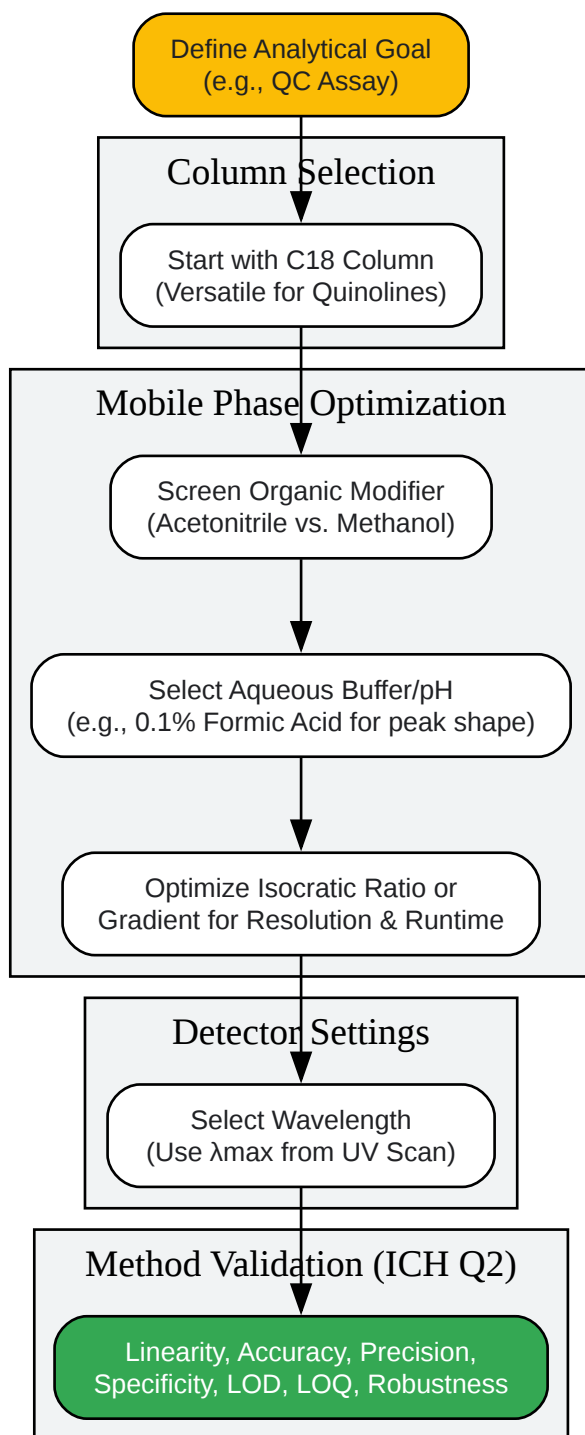 Define Analytical Goal
(e.g., QC Assay)
Column Selection
Start with C18 Column
(Versatile for Quinolines)
Mobile Phase Optimization
Screen Organic Modifier
(Acetonitrile vs. Methanol)
Select Aqueous Buffer/pH
(e.g., 0.1% Formic Acid for peak shape)
Optimize Isocratic Ratio or
Gradient for Resolution & Runtime
Detector Settings
Select Wavelength
(Use λmax from UV Scan)
Method Validation (ICH Q2)
Linearity, Accuracy, Precision,
Specificity, LOD, LOQ, Robustness